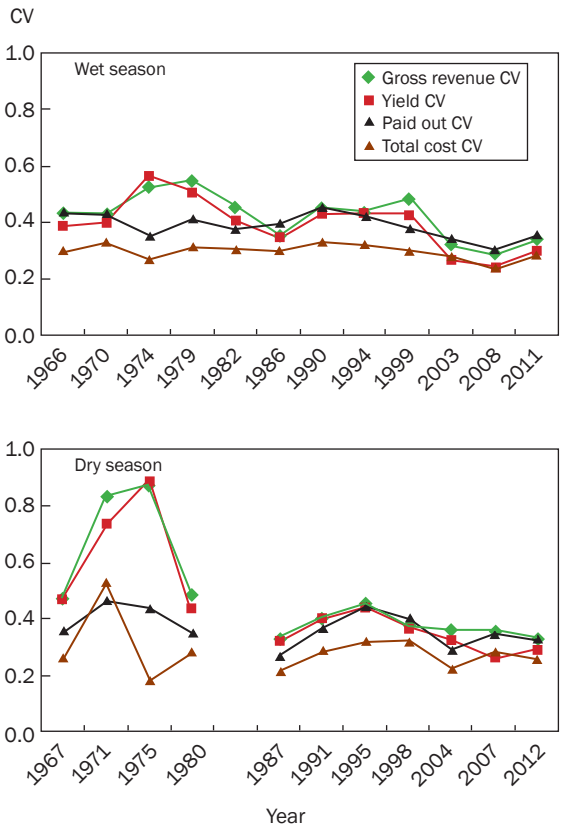 CV
1.0
Wet season
Gross revenue CV
Yield CV
Paid out CV
Total cost CV
0.8
0.6
0.4
0.2
0.0
1966 1970 1974 1979 1982 1986 1990 1994 1999 2003 2008 2011
1.0
Dry season
0.8
0.6
0.4
0.2
0.0
1967 1971 1975 1980 1987 1991 1995 1998 2004 2007 2012
Year